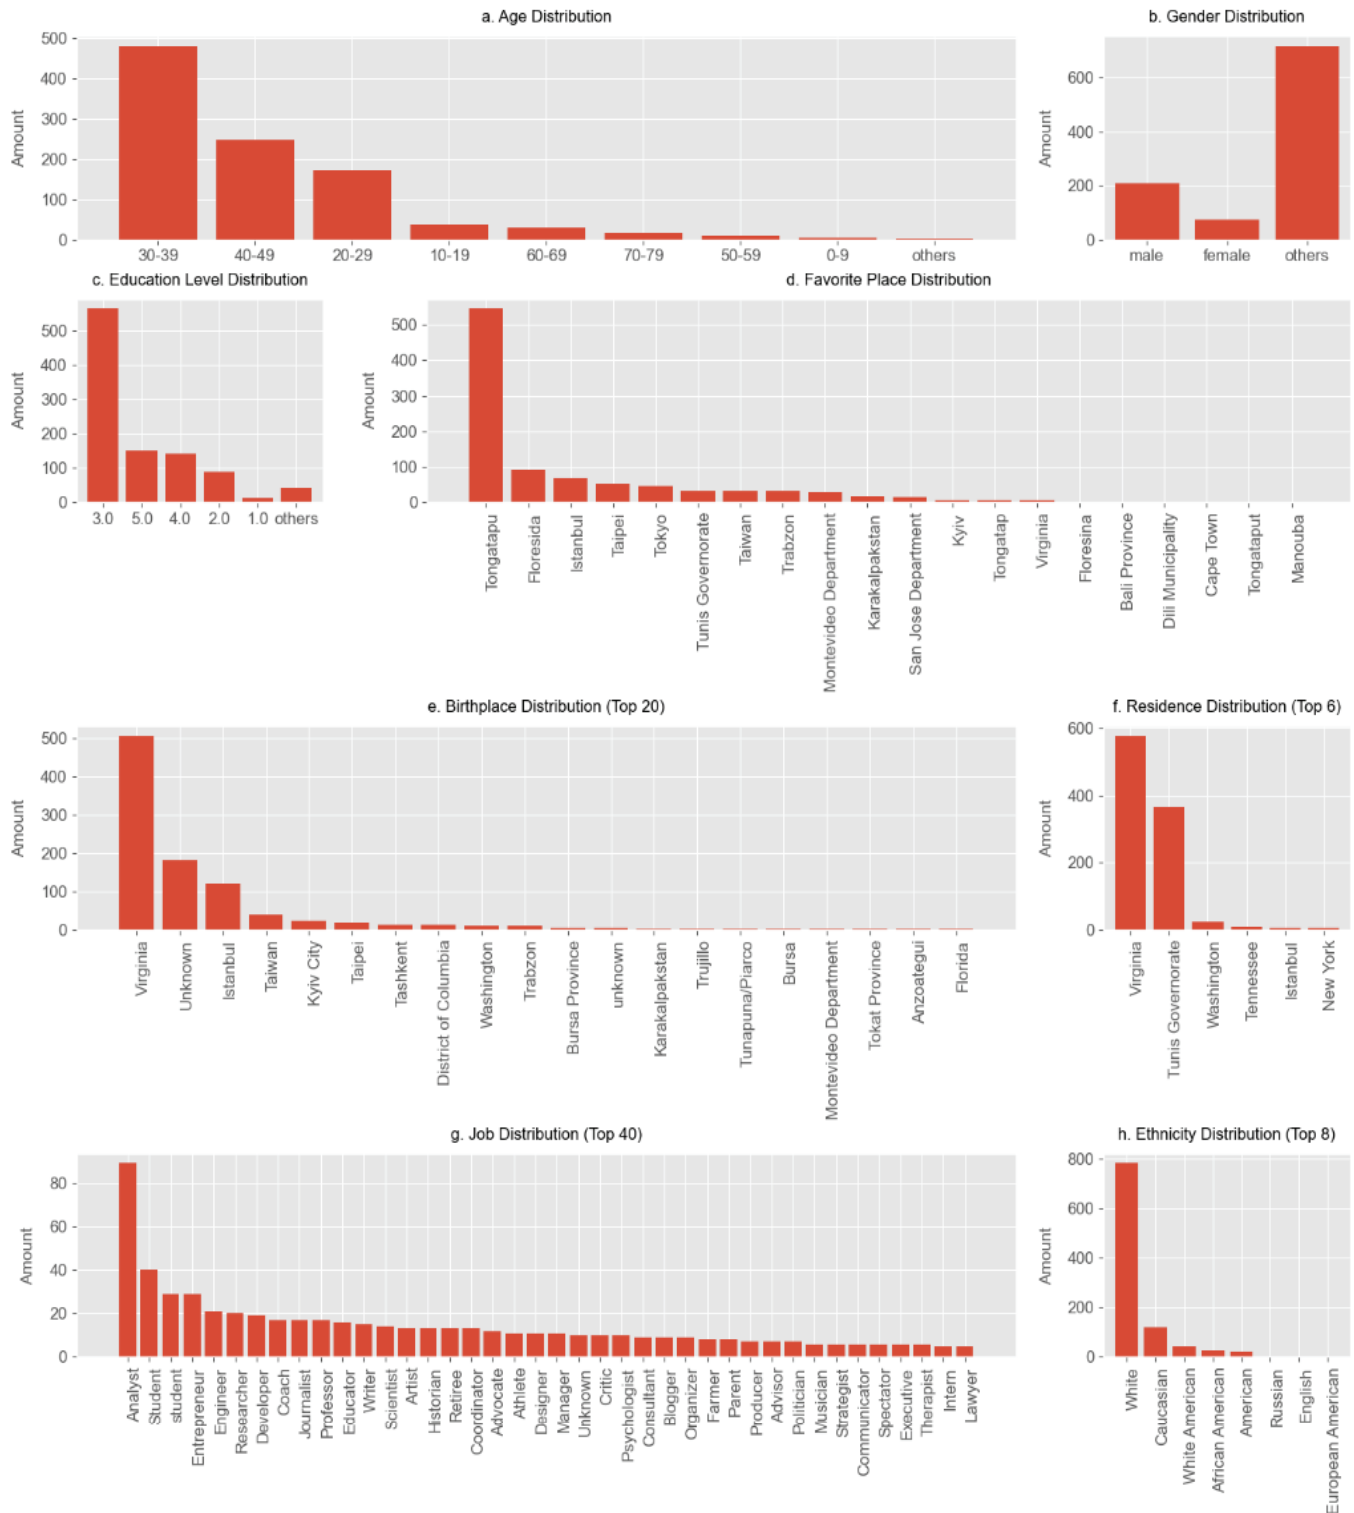 a. Age Distribution
Amount
500
400
300
200
100
0
30-39 40-49 20-29 10-19 60-69 70-79 50-59 0-9 others
b. Gender Distribution
Amount
600
400
200
0
male female others
c. Education Level Distribution
Amount
500
400
300
200
100
0
3.0 5.0 4.0 2.0 1.0 others
d. Favorite Place Distribution
Amount
500
400
300
200
100
0
Tongatapu
Floresida
Istanbul
Taipei
Tokyo
Tunis Governorate
Taiwan
Trabzon
Montevideo Department
Karakalpakstan
San Jose Department
Kyiv
Tongatap
Virginia
Floresina
Bali Province
Dili Municipality
Cape Town
Tongataput
Manouba
e. Birthplace Distribution (Top 20)
Amount
500
400
300
200
100
0
Virginia
Unknown
Istanbul
Taiwan
Kyiv City
Taipei
Tashkent
District of Columbia
Washington
Trabzon
Bursa Province
unknown
Karakalpakstan
Trujillo
Tunapuna/Piarco
Bursa
Montevideo Department
Tokat Province
Anzoategui
Florida
f. Residence Distribution (Top 6)
Amount
600
400
200
0
Virginia
Tunis Governorate
Washington
Tennessee
Istanbul
New York
g. Job Distribution (Top 40)
Amount
80
60
40
20
0
Analyst
Student
student
Entrepreneur
Engineer
Researcher
Developer
Coach
Journalist
Professor
Educator
Writer
Scientist
Artist
Historian
Retiree
Coordinator
Advocate
Athlete
Designer
Manager
Unknown
Critic
Psychologist
Consultant
Blogger
Organizer
Farmer
Parent
Producer
Advisor
Politician
Musician
Strategist
Communicator
Spectator
Executive
Therapist
Intern
Lawyer
h. Ethnicity Distribution (Top 8)
Amount
800
600
400
200
0
White
Caucasian
White American
African American
American
Russian
English
European American